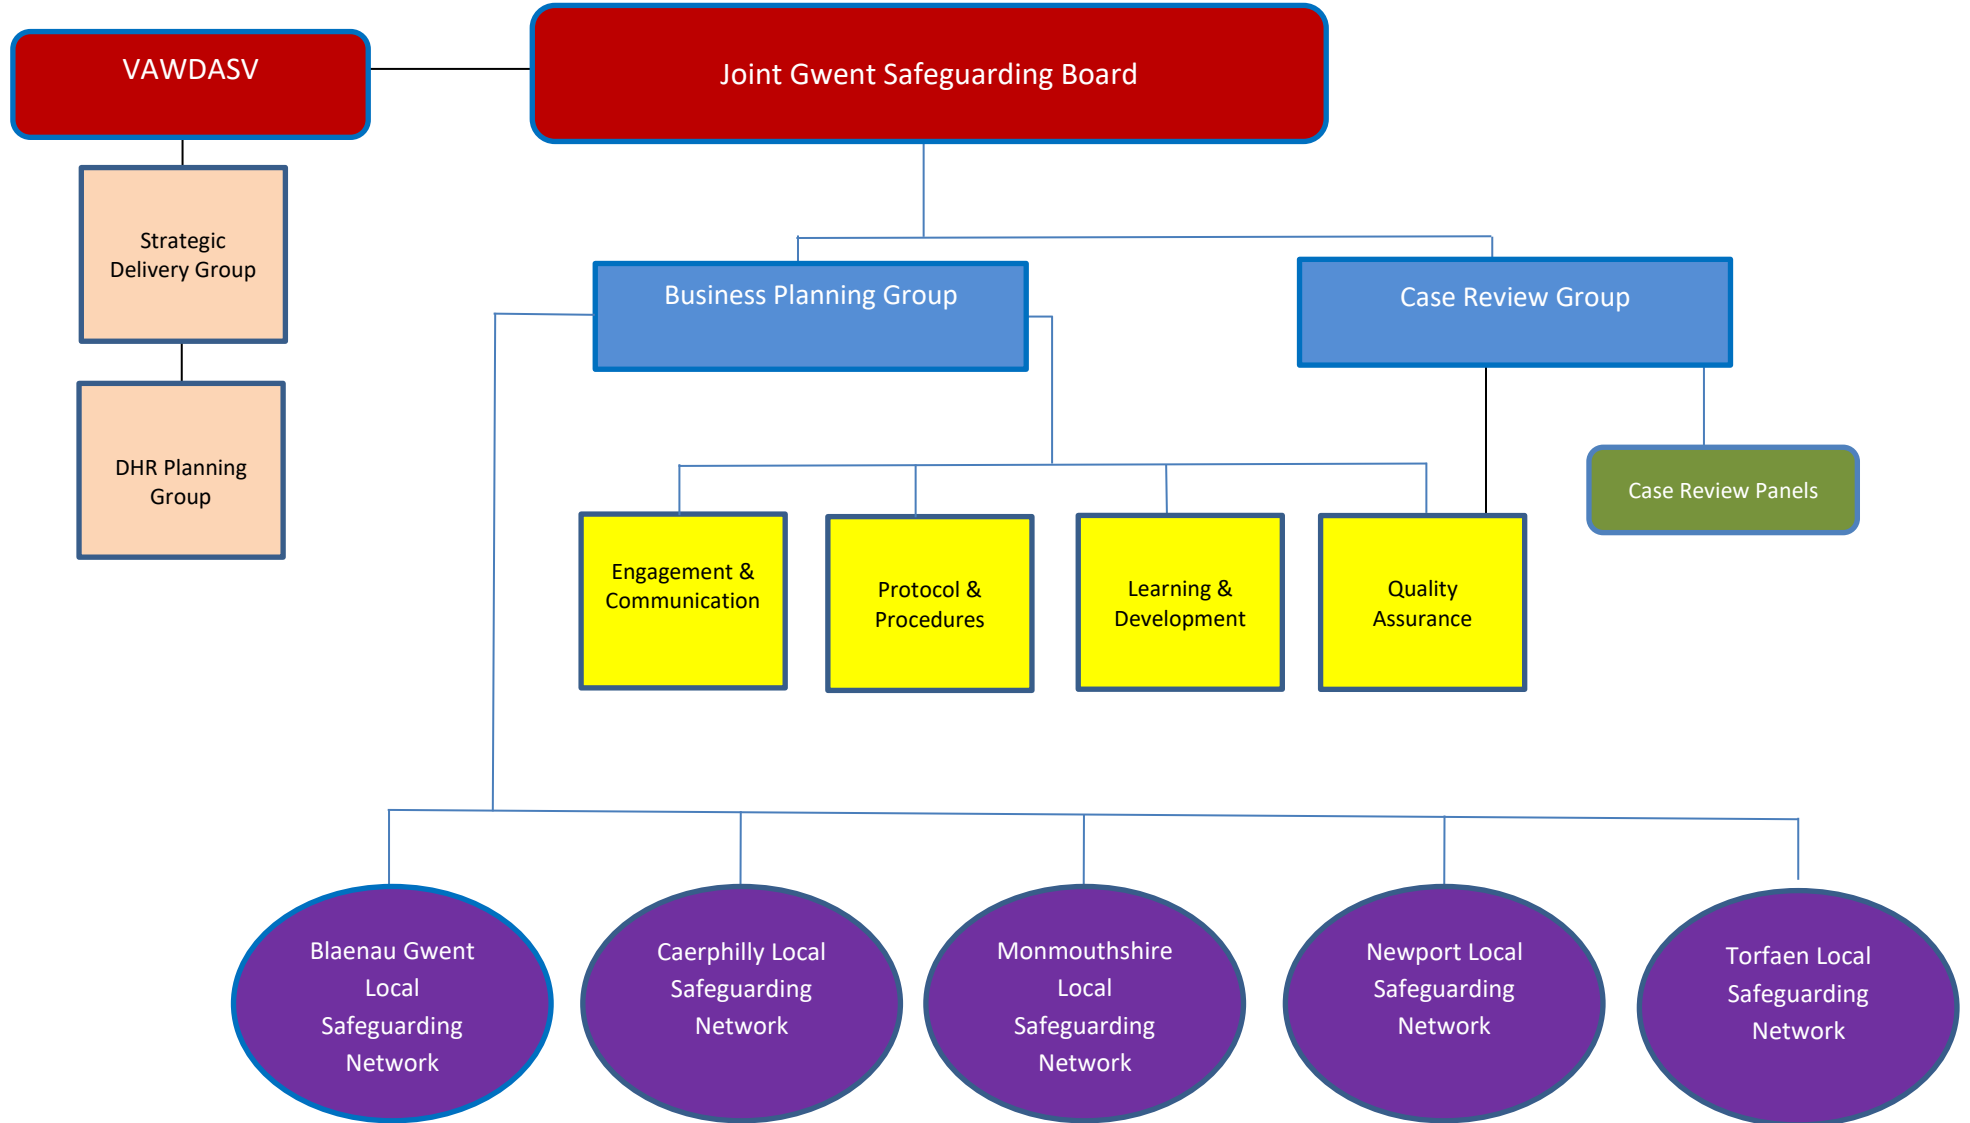 VAWDASV
Joint Gwent Safeguarding Board
Strategic
Delivery Group
Business Planning Group
Case Review Group
DHR Planning
Group
Case Review Panels
Engagement &
Communication
Protocol &
Procedures
Learning &
Development
Quality
Assurance
Blaenau Gwent
Local
Safeguarding
Network
Caerphilly Local
Safeguarding
Network
Monmouthshire
Local
Safeguarding
Network
Newport Local
Safeguarding
Network
Torfaen Local
Safeguarding
Network